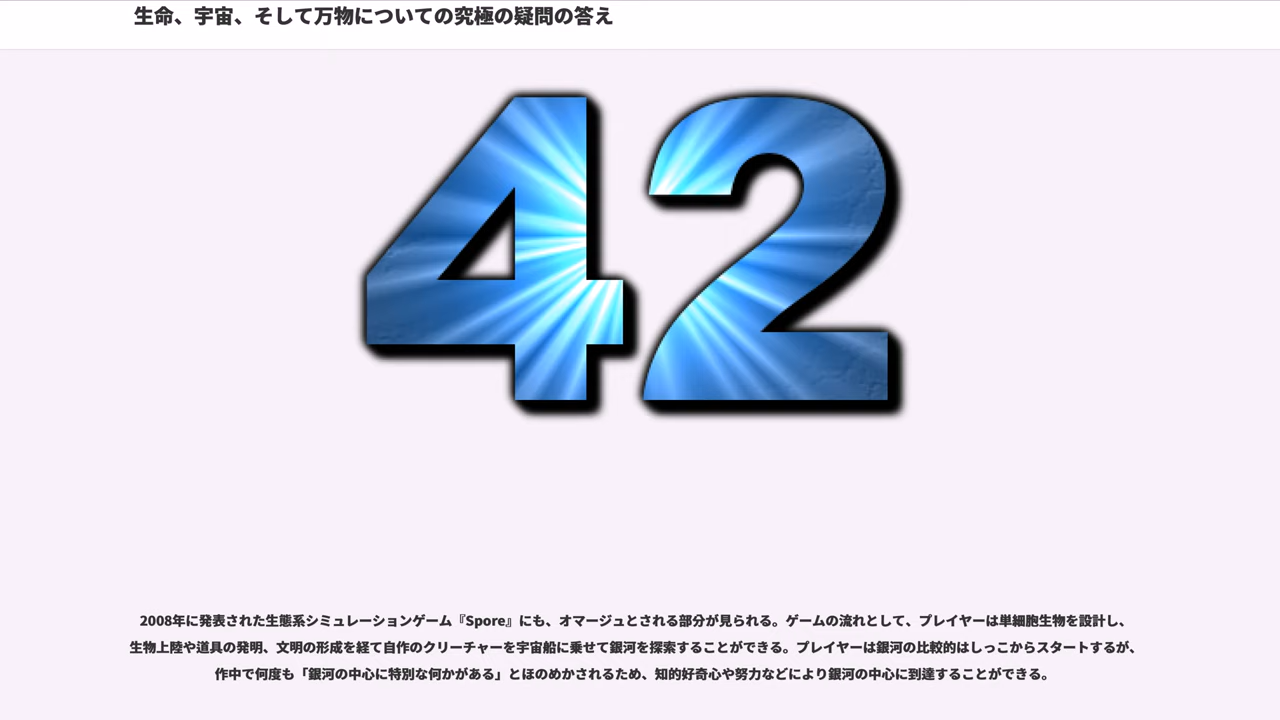 生命、宇宙、そして万物についての究極の疑問の答え
42
2008年に発表された生態系シミュレーションゲーム『Spore』にも、オマージュとされる部分が見られる。ゲームの流れとして、プレイヤーは単細胞生物を設計し、
生物上陸や道具の発明、文明の形成を経て自作のクリーチャーを宇宙船に乗せて銀河を探索することができる。プレイヤーは銀河の比較的はしっこからスタートするが、
作中で何度も「銀河の中心に特別な何かがある」とほのめかされるため、知的好奇心や努力などにより銀河の中心に到達することができる。